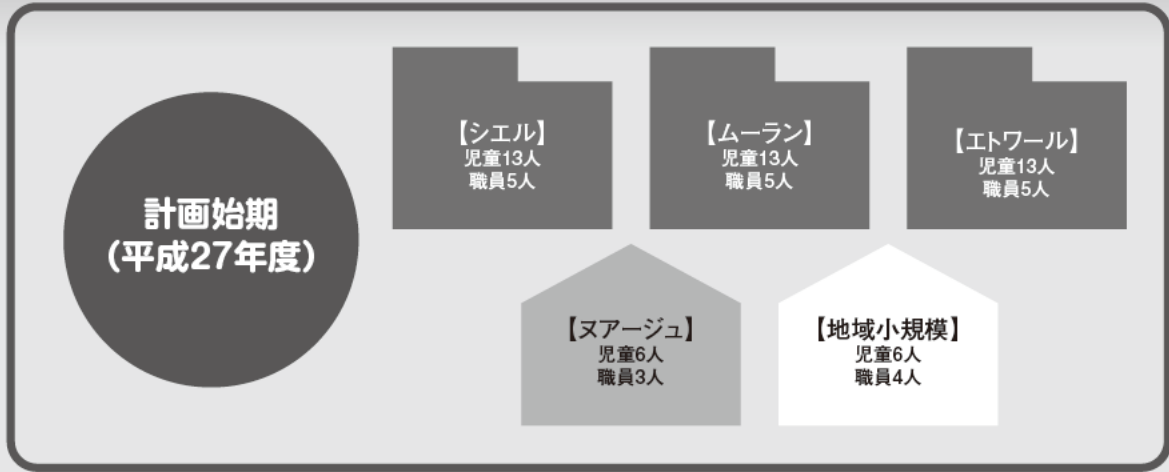 計画始期
(平成27年度)
【シエル】
児童13人
職員5人
【ムーラン】
児童13人
職員5人
【エトワール】
児童13人
職員5人
【ヌアージュ】
児童6人
職員3人
【地域小規模】
児童6人
職員4人